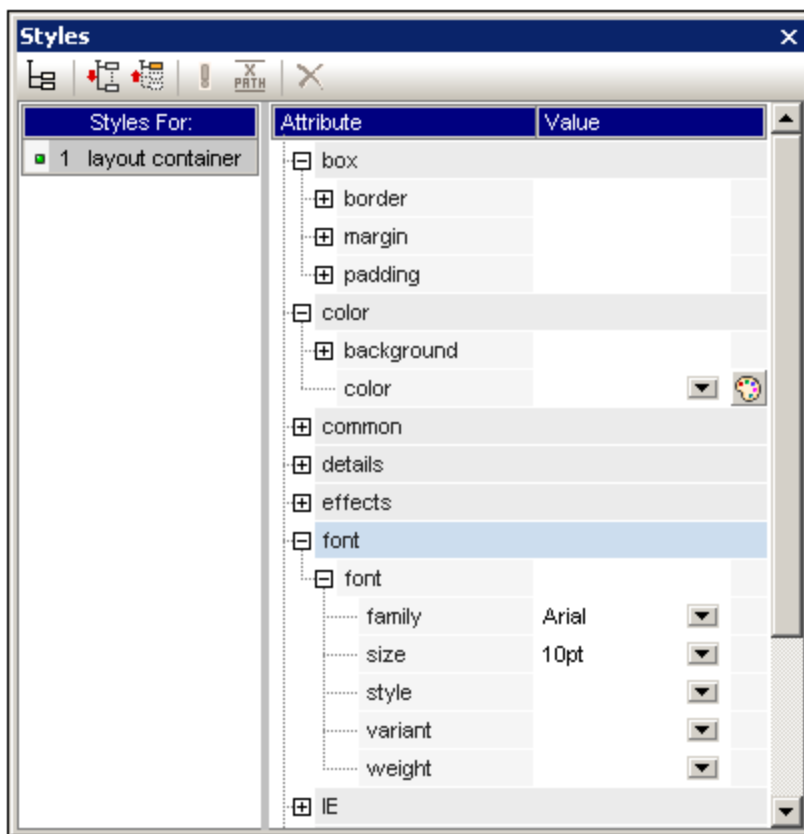 Styles
X
PATH
Styles For:
Attribute
Value
1 layout container
box
border
margin
padding
color
background
color
common
details
effects
font
font
family Arial
size 10pt
style
variant
weight
IE